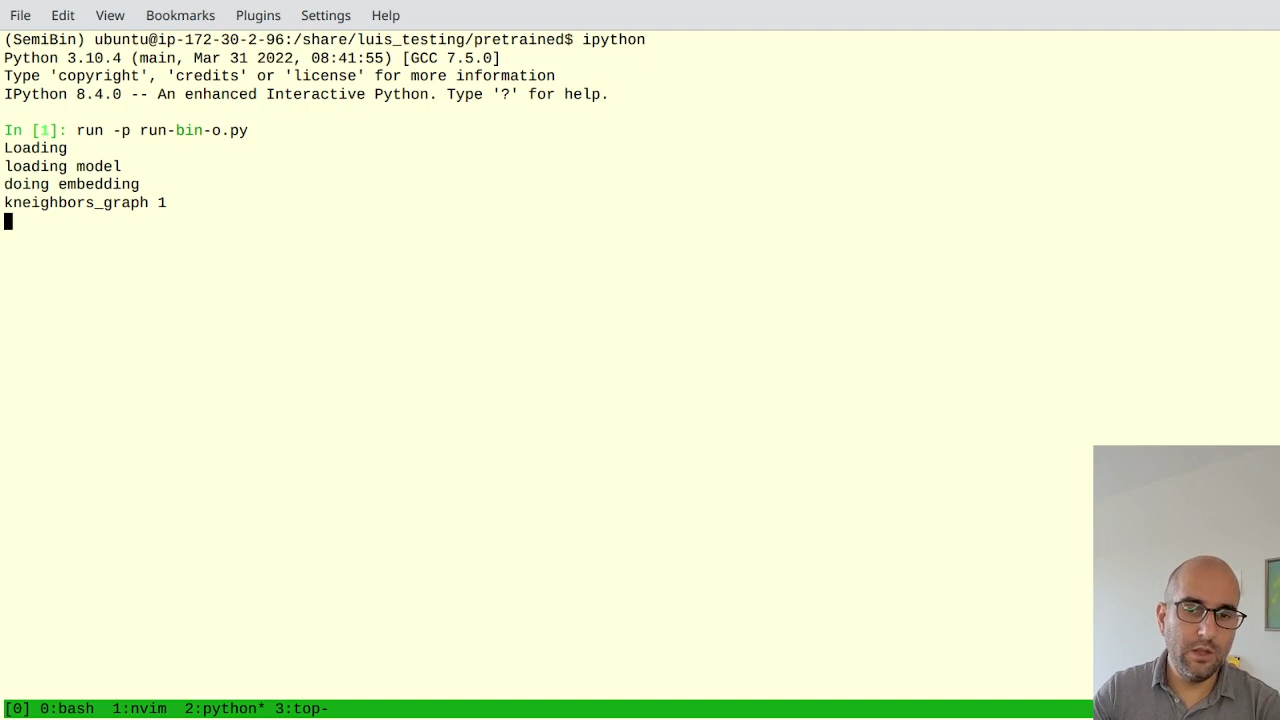 File Edit View Bookmarks Plugins Settings Help
(SemiBin) ubuntu@ip-172-30-2-96:/share/luis_testing/pretrained$ ipython
Python 3.10.4 (main, Mar 31 2022, 08:41:55) [GCC 7.5.0]
Type 'copyright', 'credits' or 'license' for more information
IPython 8.4.0 -- An enhanced Interactive Python. Type '?' for help.
In [1]: run -p run-bin-o.py
Loading
loading model
doing embedding
kneighbors_graph 1
[0] 0:bash 1:nvim 2:python* 3:top-